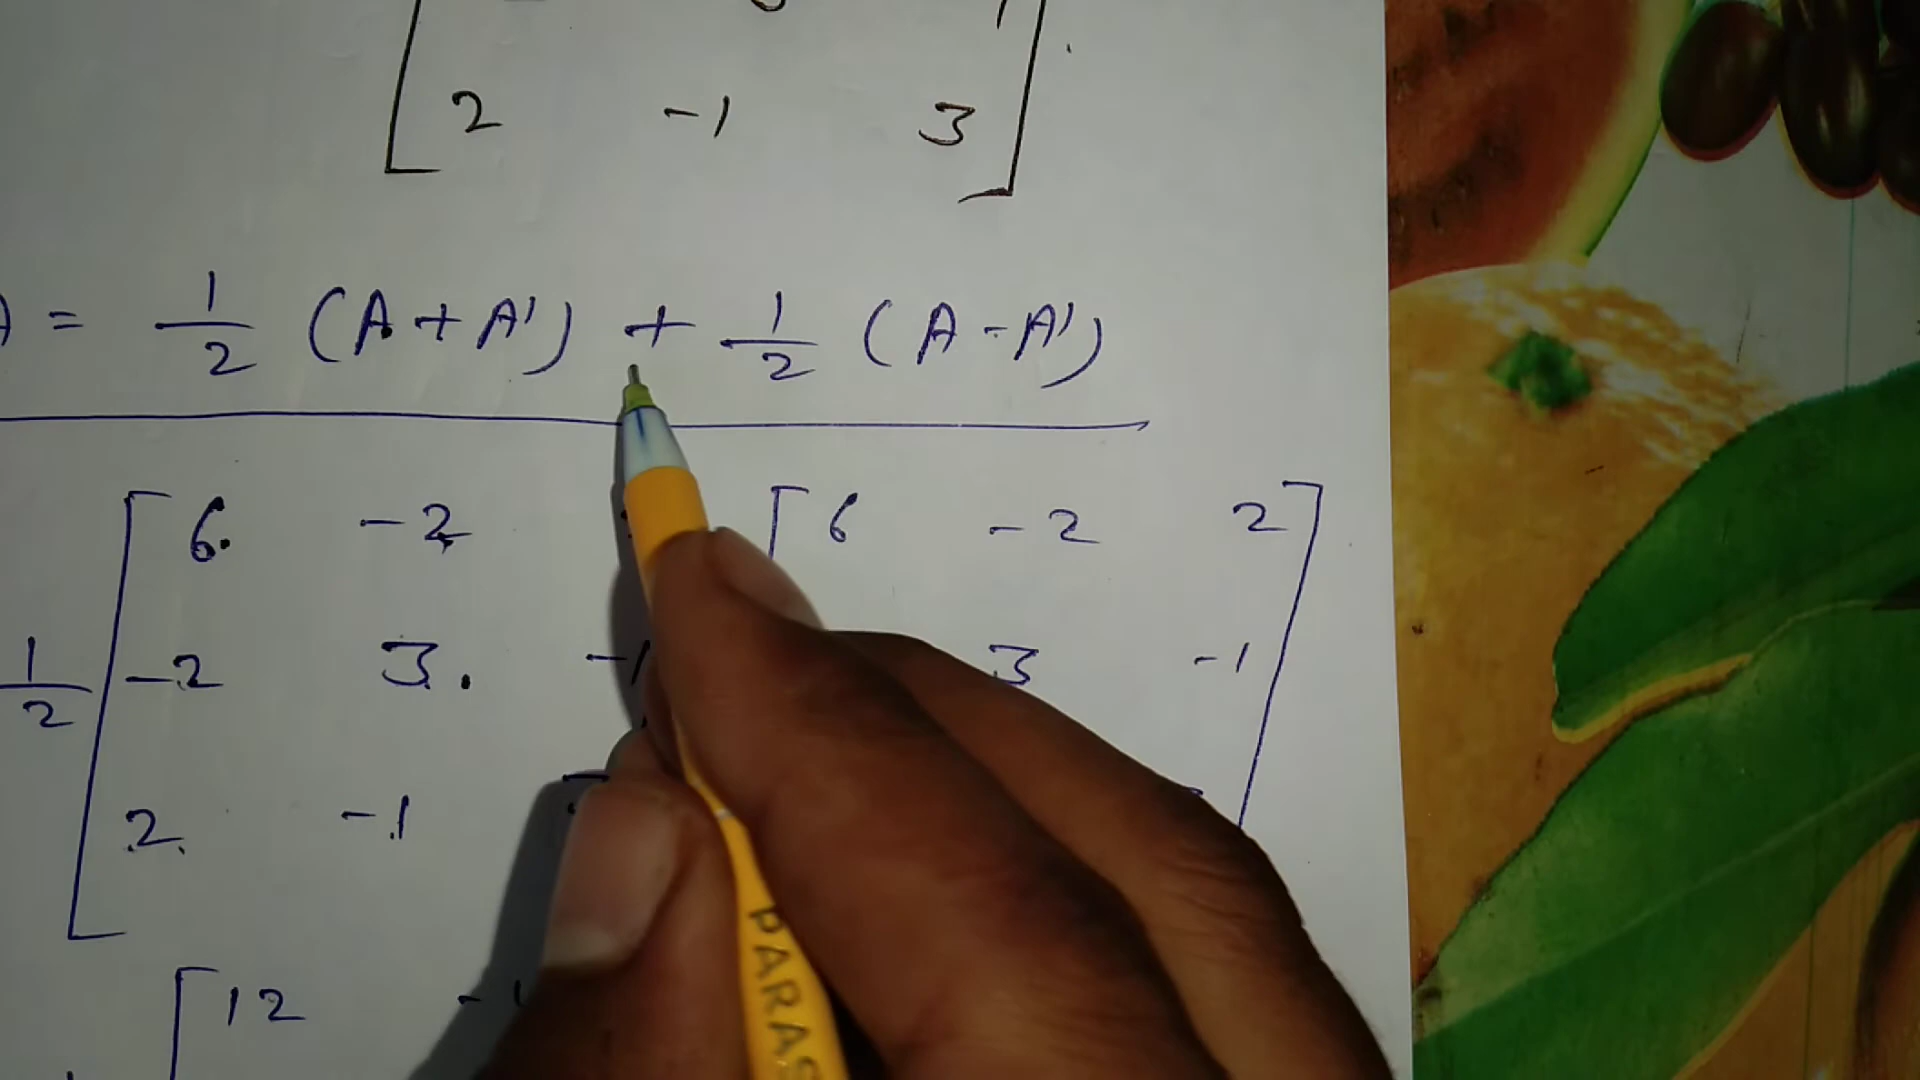 2 -1 3
A = 1/2 (A + A') + 1/2 (A - A')
6 -2 6 -2 2
1/2 -2 3 -1 3 -1
2 -1
12
PARAS